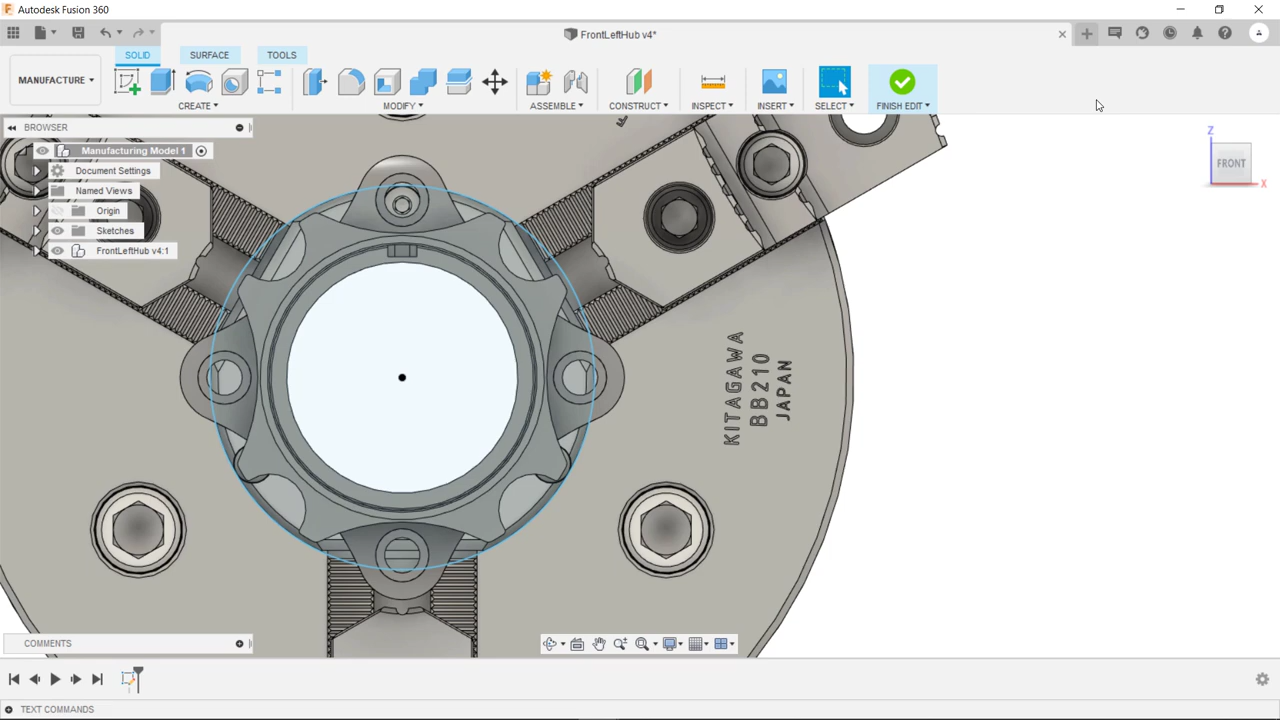 Autodesk Fusion 360
FrontLeftHub v4*
MANUFACTURE
SOLID
SURFACE
TOOLS
CREATE
MODIFY
ASSEMBLE
CONSTRUCT
INSPECT
INSERT
SELECT
FINISH EDIT
BROWSER
Manufacturing Model 1
Document Settings
Named Views
Origin
Sketches
FrontLeftHub v4:1
Z
FRONT
X
KITAGAWA
BB210
JAPAN
COMMENTS
TEXT COMMANDS